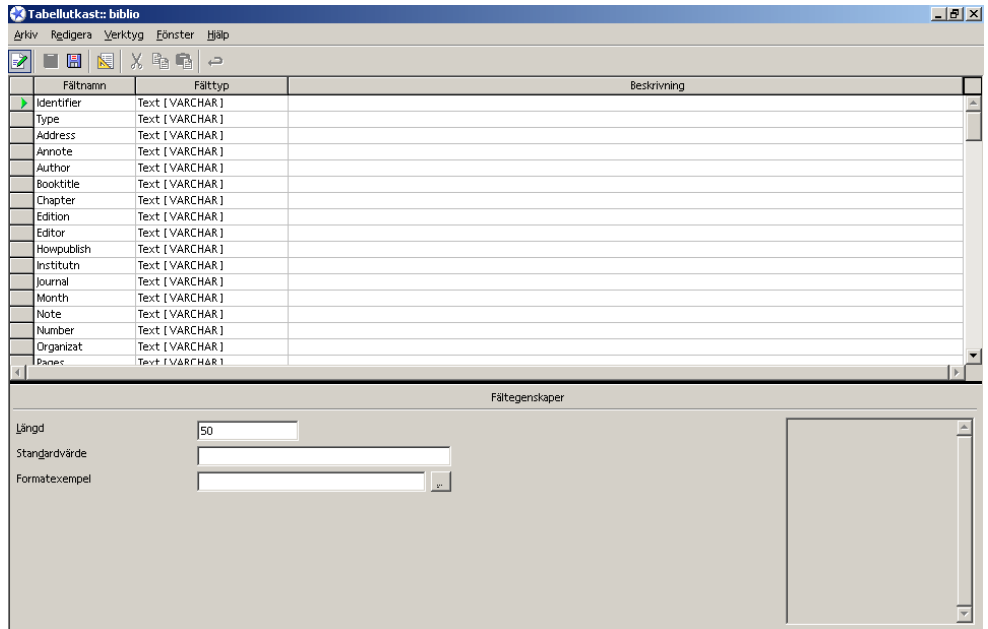 Tabellutkast:: biblio
Arkiv Redigera Verktyg Fönster Hjälp
Fältnamn Fälttyp Beskrivning
Identifier Text [ VARCHAR ]
Type Text [ VARCHAR ]
Address Text [ VARCHAR ]
Annote Text [ VARCHAR ]
Author Text [ VARCHAR ]
Booktitle Text [ VARCHAR ]
Chapter Text [ VARCHAR ]
Edition Text [ VARCHAR ]
Editor Text [ VARCHAR ]
Howpublish Text [ VARCHAR ]
Institutn Text [ VARCHAR ]
Journal Text [ VARCHAR ]
Month Text [ VARCHAR ]
Note Text [ VARCHAR ]
Number Text [ VARCHAR ]
Organizat Text [ VARCHAR ]
Pages Text [ VARCHAR ]
Fältegenskaper
Längd 50
Standardvärde
Formatexempel ...